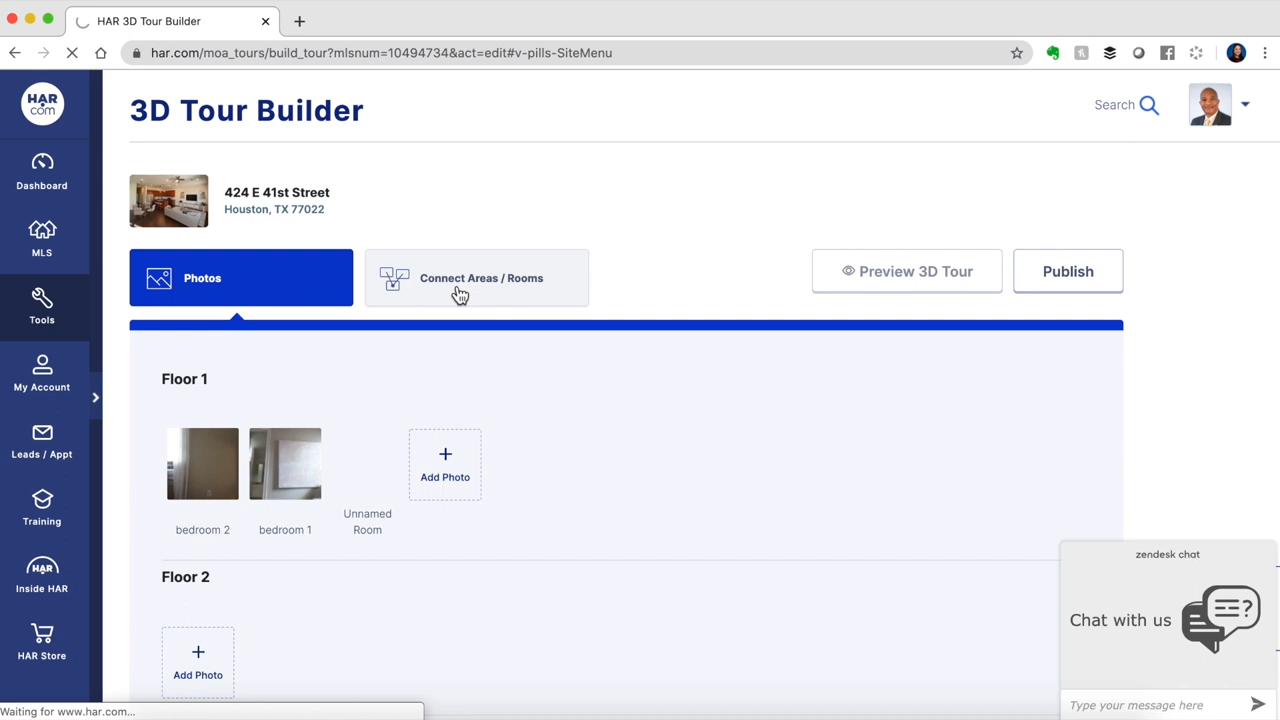 HAR 3D Tour Builder
har.com/moa_tours/build_tour?mlsnum=10494734&act=edit#v-pills-SiteMenu
HAR
com
3D Tour Builder
Search
Dashboard
MLS
Tools
My Account
Leads / Appt
Training
HAR
Inside HAR
HAR Store
424 E 41st Street
Houston, TX 77022
Photos
Connect Areas / Rooms
Preview 3D Tour
Publish
Floor 1
Add Photo
bedroom 2
bedroom 1
Unnamed
Room
Floor 2
Add Photo
zendesk chat
Chat with us
Type your message here
Waiting for www.har.com...